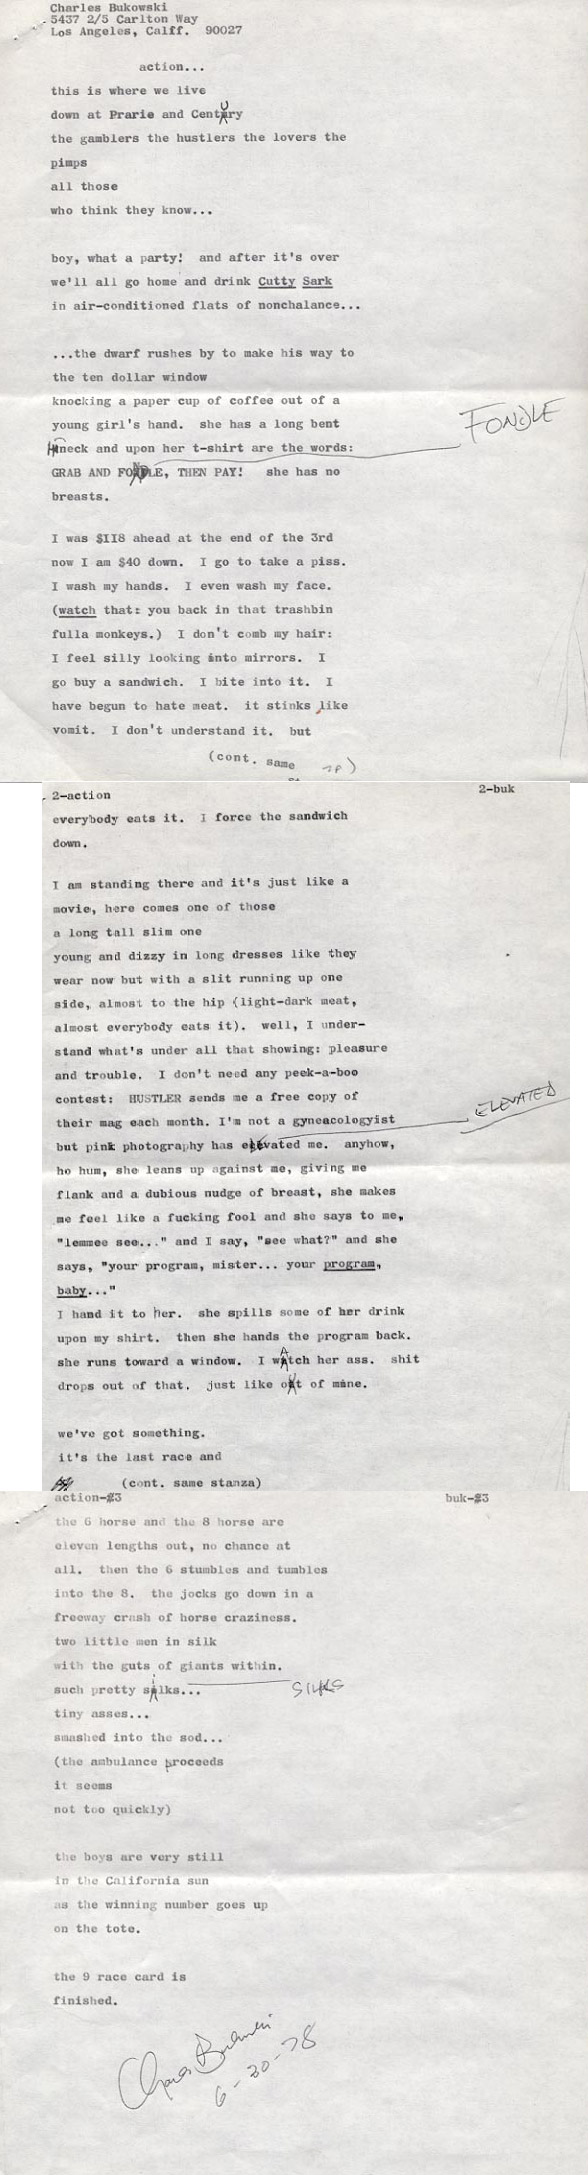 Charles Bukowski
5437 2/5 Carlton Way
Los Angeles, Calff. 90027
action...
this is where we live
down at Prarie and Century
the gamblers the hustlers the lovers the
pimps
all those
who think they know...
boy, what a party! and after it's over
we'll all go home and drink Cutty Sark
in air-conditioned flats of nonchalance...
...the dwarf rushes by to make his way to
the ten dollar window
knocking a paper cup of coffee out of a
young girl's hand. she has a long bent
FONDLE
neck and upon her t-shirt are the words:
GRAB AND FONDLE, THEN PAY! she has no
breasts.
I was $II8 ahead at the end of the 3rd
now I am $40 down. I go to take a piss.
I wash my hands. I even wash my face.
(watch that: you back in that trashbin
fulla monkeys.) I don't comb my hair:
I feel silly looking into mirrors. I
go buy a sandwich. I bite into it. I
have begun to hate meat. it stinks like
vomit. I don't understand it. but
(cont. same
2-action 2-buk
everybody eats it. I force the sandwich
down.
I am standing there and it's just like a
movie, here comes one of those
a long tall slim one
young and dizzy in long dresses like they
wear now but with a slit running up one
side, almost to the hip (light-dark meat,
almost everybody eats it). well, I under-
stand what's under all that showing: pleasure
and trouble. I don't need any peek-a-boo
contest: HUSTLER sends me a free copy of
ELEVATED
their mag each month. I'm not a gyneacologyist
but pink photography has elevated me. anyhow,
ho hum, she leans up against me, giving me
flank and a dubious nudge of breast, she makes
me feel like a fucking fool and she says to me,
"lemmee see..." and I say, "see what?" and she
says, "your program, mister... your program,
baby..."
I hand it to her. she spills some of her drink
upon my shirt. then she hands the program back.
she runs toward a window. I watch her ass. shit
drops out of that. just like out of mine.
we've got something.
it's the last race and
(cont. same stanza)
action-#3 buk-#3
the 6 horse and the 8 horse are
eleven lengths out, no chance at
all. then the 6 stumbles and tumbles
into the 8. the jocks go down in a
freeway crash of horse craziness.
two little men in silk
with the guts of giants within.
such pretty silks... SILKS
tiny asses...
smashed into the sod...
(the ambulance proceeds
it seems
not too quickly)
the boys are very still
in the California sun
as the winning number goes up
on the tote.
the 9 race card is
finished.
Charles Bukowski
6-30-78